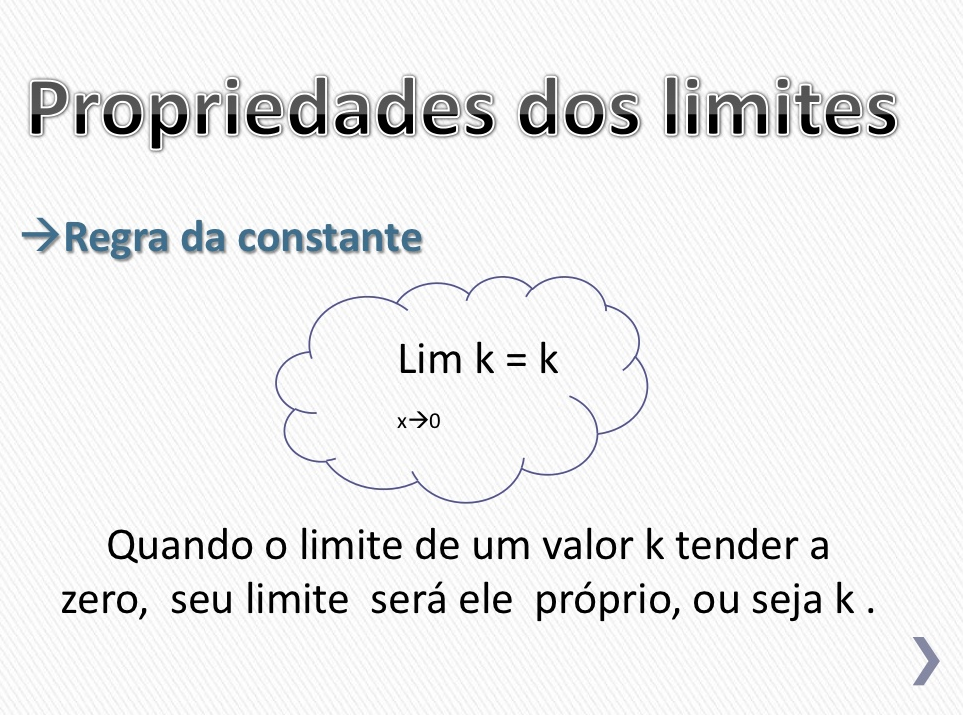 Propriedades dos limites
→Regra da constante
Lim k = k
x→0
Quando o limite de um valor k tender a
zero, seu limite será ele próprio, ou seja k .